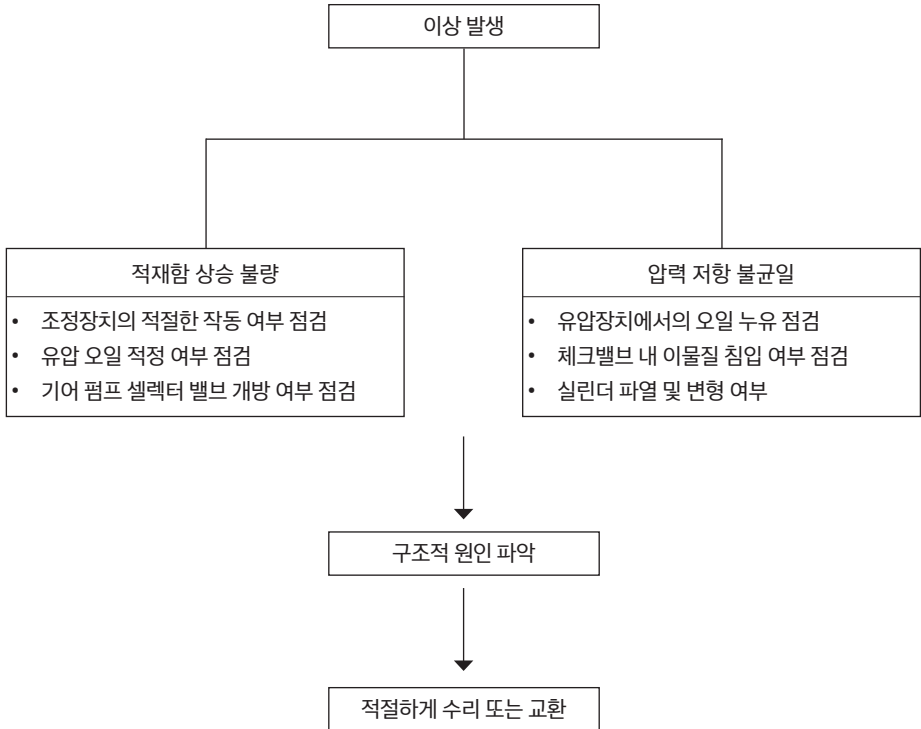 이상 발생
적재함 상승 불량
• 조정장치의 적절한 작동 여부 점검
• 유압 오일 적정 여부 점검
• 기어 펌프 셀렉터 밸브 개방 여부 점검
압력 저항 불균일
• 유압장치에서의 오일 누유 점검
• 체크밸브 내 이물질 침입 여부 점검
• 실린더 파열 및 변형 여부
구조적 원인 파악
적절하게 수리 또는 교환